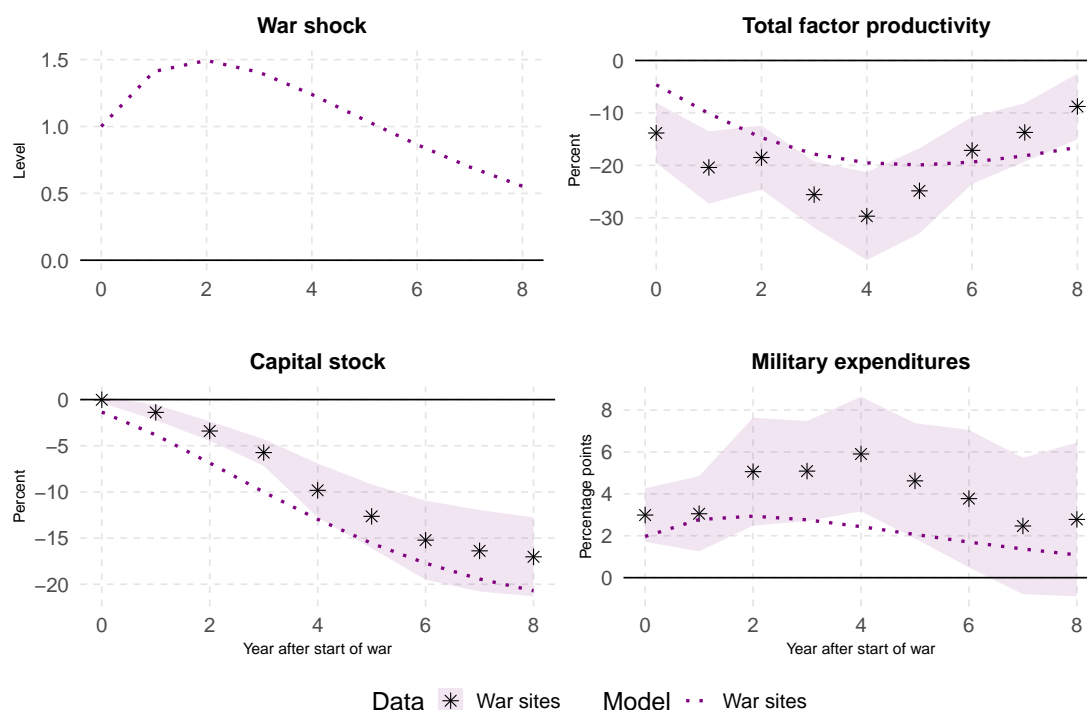 War shock
Level
1.5
1.0
0.5
0.0
0 2 4 6 8
Total factor productivity
Percent
0
−10
−20
−30
0 2 4 6 8
Capital stock
Percent
0
−5
−10
−15
−20
0 2 4 6 8
Year after start of war
Military expenditures
Percentage points
8
6
4
2
0
0 2 4 6 8
Year after start of war
Data War sites Model War sites